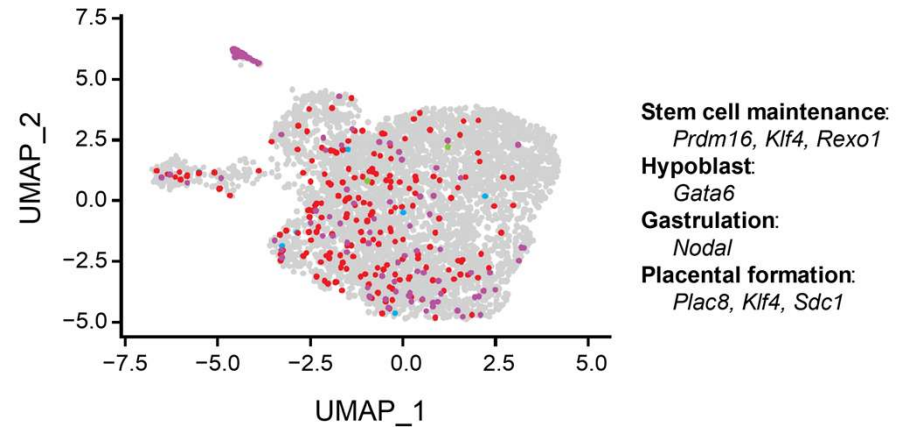 7.5
5.0
2.5
0.0
−2.5
−5.0
UMAP_2
−7.5 −5.0 −2.5 0.0 2.5 5.0
UMAP_1
Stem cell maintenance:
Prdm16, Klf4, Rexo1
Hypoblast:
Gata6
Gastrulation:
Nodal
Placental formation:
Plac8, Klf4, Sdc1